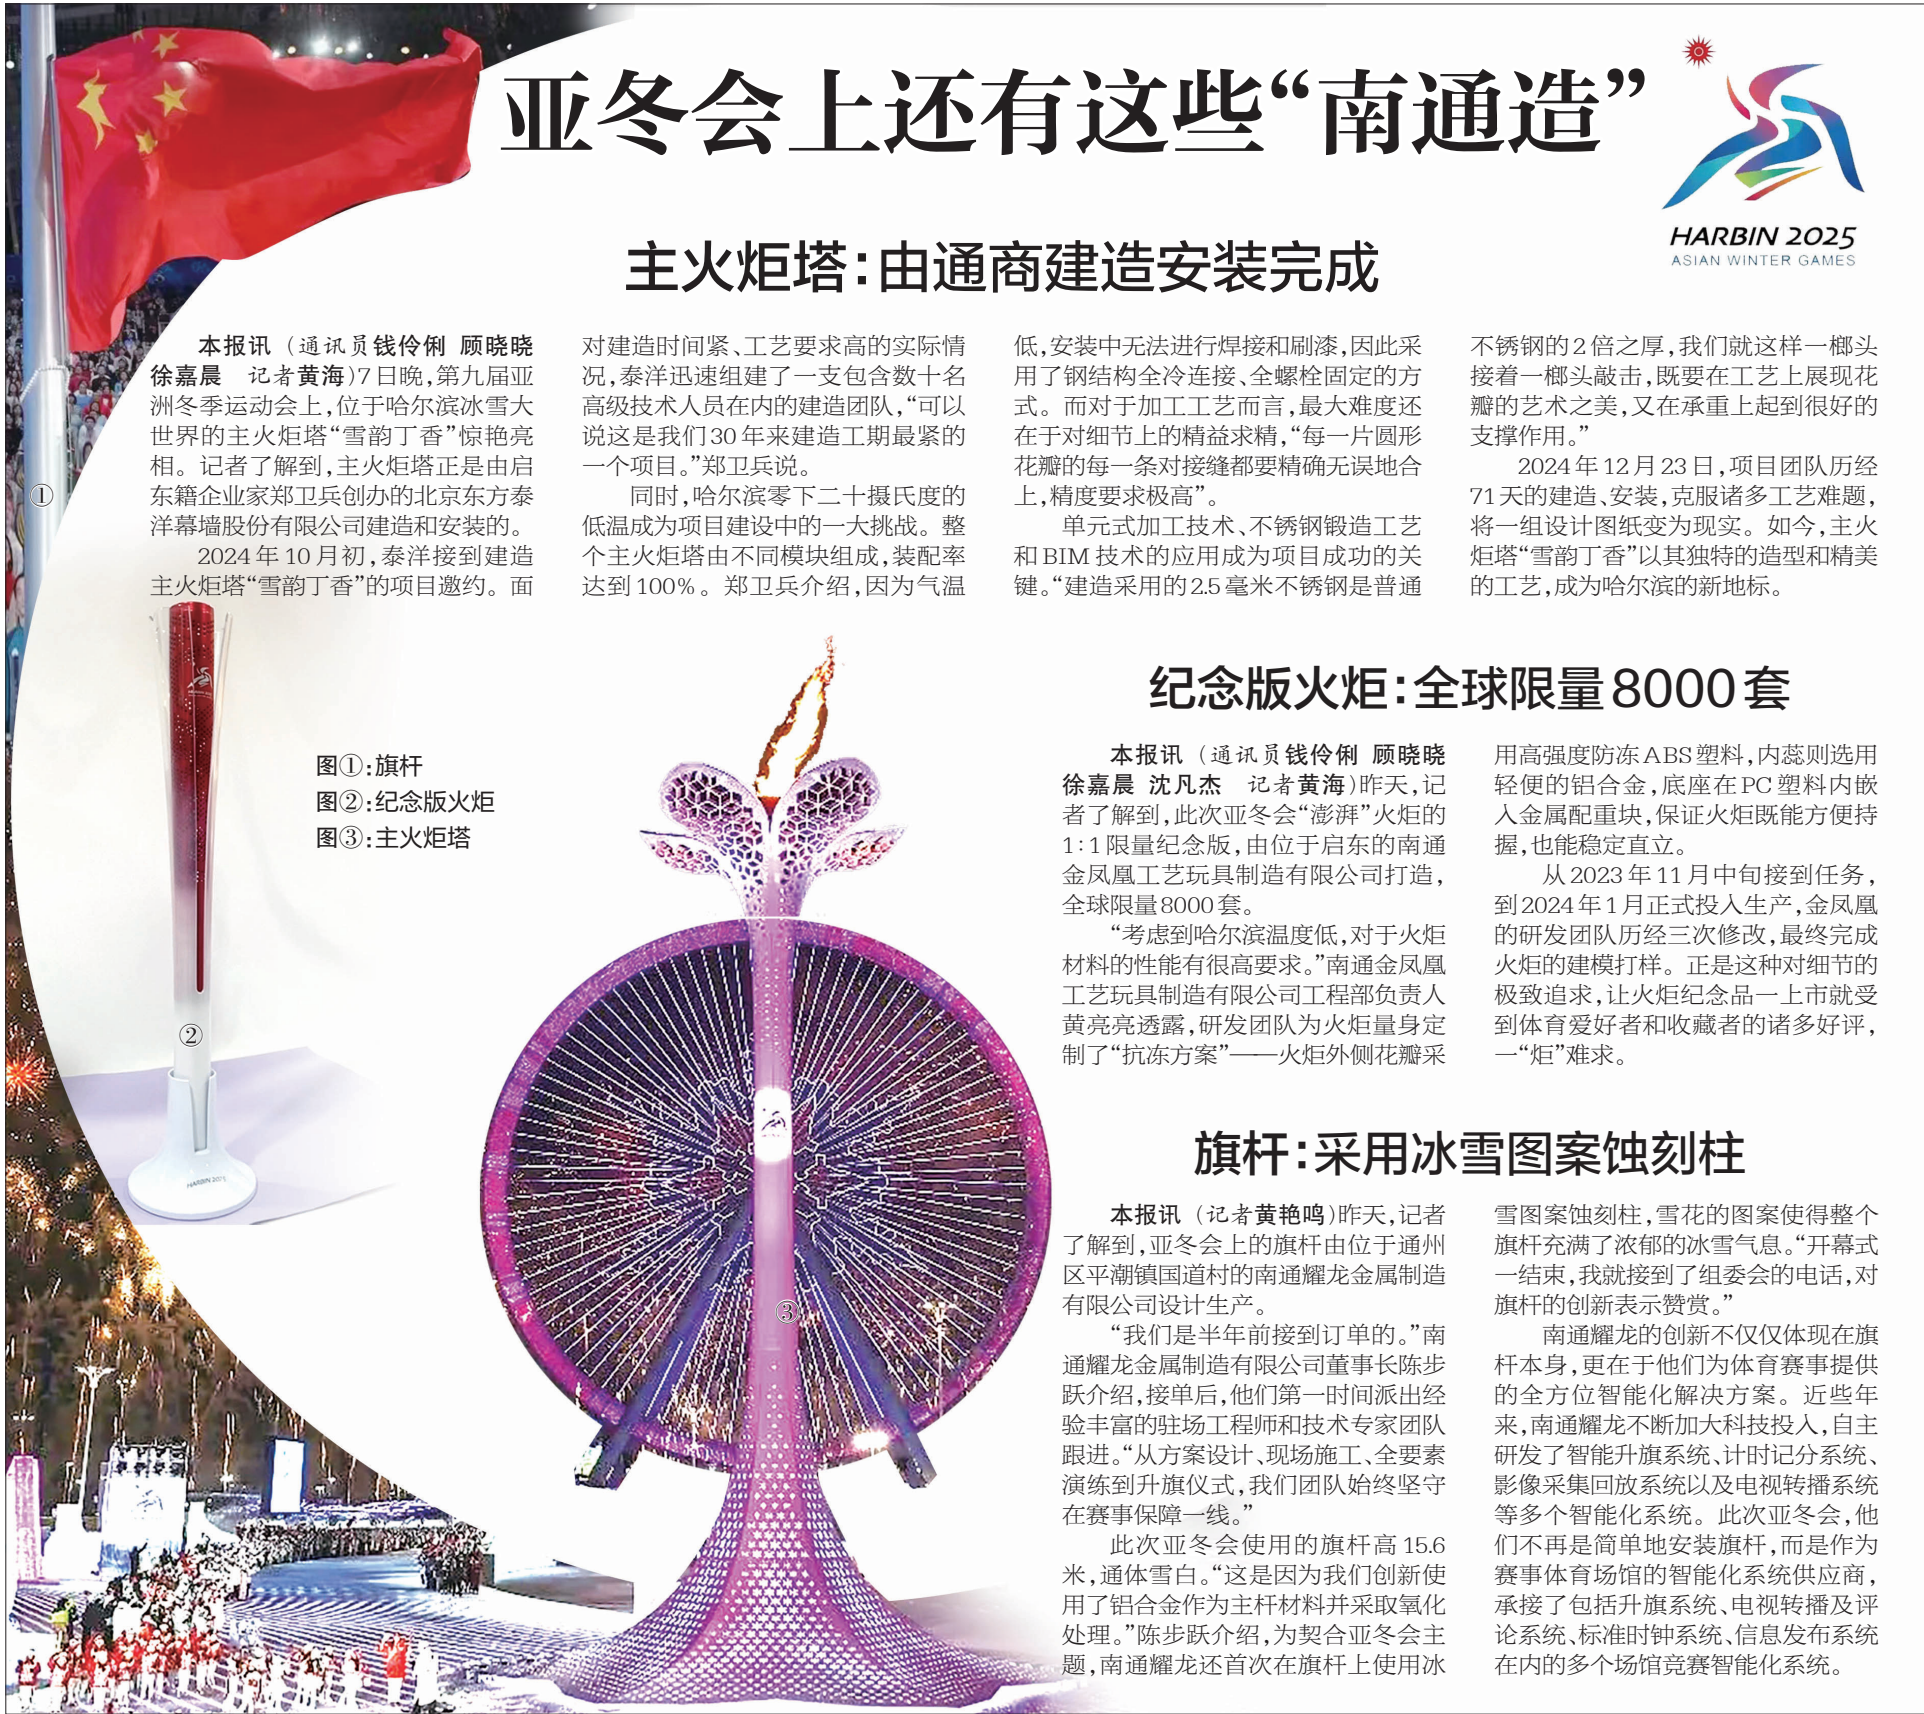 亚冬会上还有这些“南通造”
HARBIN 2025
ASIAN WINTER GAMES
主火炬塔：由通商建造安装完成
本报讯（通讯员钱伶俐 顾晓晓
徐嘉晨 记者黄海）7日晚，第九届亚
洲冬季运动会上，位于哈尔滨冰雪大
世界的主火炬塔“雪韵丁香”惊艳亮
相。记者了解到，主火炬塔正是由启
东籍企业家郑卫兵创办的北京东方泰
洋幕墙股份有限公司建造和安装的。
2024年10月初，泰洋接到建造
主火炬塔“雪韵丁香”的项目邀约。面
对建造时间紧、工艺要求高的实际情
况，泰洋迅速组建了一支包含数十名
高级技术人员在内的建造团队，“可以
说这是我们30年来建造工期最紧的
一个项目。”郑卫兵说。
同时，哈尔滨零下二十摄氏度的
低温成为项目建设中的一大挑战。整
个主火炬塔由不同模块组成，装配率
达到100%。郑卫兵介绍，因为气温
低，安装中无法进行焊接和刷漆，因此采
用了钢结构全冷连接、全螺栓固定的方
式。而对于加工工艺而言，最大难度还
在于对细节上的精益求精，“每一片圆形
花瓣的每一条对接缝都要精确无误地合
上，精度要求极高”。
单元式加工技术、不锈钢锻造工艺
和BIM技术的应用成为项目成功的关
键。“建造采用的2.5毫米不锈钢是普通
不锈钢的2倍之厚，我们就这样一榔头
接着一榔头敲击，既要在工艺上展现花
瓣的艺术之美，又在承重上起到很好的
支撑作用。”
2024年12月23日，项目团队历经
71天的建造、安装，克服诸多工艺难题，
将一组设计图纸变为现实。如今，主火
炬塔“雪韵丁香”以其独特的造型和精美
的工艺，成为哈尔滨的新地标。
①
图①：旗杆
图②：纪念版火炬
图③：主火炬塔
②
HARBIN 2025
③
纪念版火炬：全球限量8000套
本报讯（通讯员钱伶俐 顾晓晓
徐嘉晨 沈凡杰 记者黄海）昨天，记
者了解到，此次亚冬会“澎湃”火炬的
1：1限量纪念版，由位于启东的南通
金凤凰工艺玩具制造有限公司打造，
全球限量8000套。
“考虑到哈尔滨温度低，对于火炬
材料的性能有很高要求。”南通金凤凰
工艺玩具制造有限公司工程部负责人
黄亮亮透露，研发团队为火炬量身定
制了“抗冻方案”——火炬外侧花瓣采
用高强度防冻ABS塑料，内蕊则选用
轻便的铝合金，底座在PC塑料内嵌
入金属配重块，保证火炬既能方便持
握，也能稳定直立。
从2023年11月中旬接到任务，
到2024年1月正式投入生产，金凤凰
的研发团队历经三次修改，最终完成
火炬的建模打样。正是这种对细节的
极致追求，让火炬纪念品一上市就受
到体育爱好者和收藏者的诸多好评，
一“炬”难求。
旗杆：采用冰雪图案蚀刻柱
本报讯（记者黄艳鸣）昨天，记者
了解到，亚冬会上的旗杆由位于通州
区平潮镇国道村的南通耀龙金属制造
有限公司设计生产。
“我们是半年前接到订单的。”南
通耀龙金属制造有限公司董事长陈步
跃介绍，接单后，他们第一时间派出经
验丰富的驻场工程师和技术专家团队
跟进。“从方案设计、现场施工、全要素
演练到升旗仪式，我们团队始终坚守
在赛事保障一线。”
此次亚冬会使用的旗杆高15.6
米，通体雪白。“这是因为我们创新使
用了铝合金作为主杆材料并采取氧化
处理。”陈步跃介绍，为契合亚冬会主
题，南通耀龙还首次在旗杆上使用冰
雪图案蚀刻柱，雪花的图案使得整个
旗杆充满了浓郁的冰雪气息。“开幕式
一结束，我就接到了组委会的电话，对
旗杆的创新表示赞赏。”
南通耀龙的创新不仅仅体现在旗
杆本身，更在于他们为体育赛事提供
的全方位智能化解决方案。近些年
来，南通耀龙不断加大科技投入，自主
研发了智能升旗系统、计时记分系统、
影像采集回放系统以及电视转播系统
等多个智能化系统。此次亚冬会，他
们不再是简单地安装旗杆，而是作为
赛事体育场馆的智能化系统供应商，
承接了包括升旗系统、电视转播及评
论系统、标准时钟系统、信息发布系统
在内的多个场馆竞赛智能化系统。